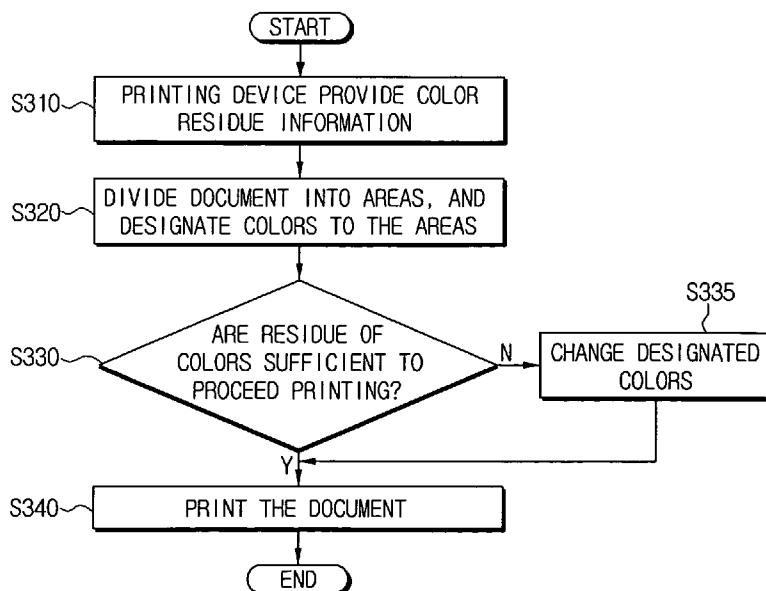 START
S310
PRINTING DEVICE PROVIDE COLOR
RESIDUE INFORMATION
S320
DIVIDE DOCUMENT INTO AREAS, AND
DESIGNATE COLORS TO THE AREAS
S330
ARE RESIDUE OF
COLORS SUFFICIENT TO
PROCEED PRINTING?
N
S335
CHANGE DESIGNATED
COLORS
Y
S340
PRINT THE DOCUMENT
END